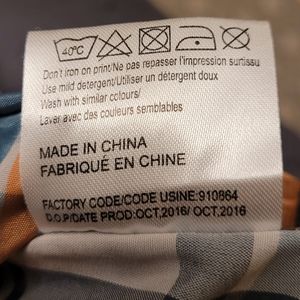 40°C
Don't iron on print/Ne pas repasser l'impression surtissu
Use mild detergent/Utiliser un détergent doux
Wash with similar colours/
Laver avec des couleurs semblables
MADE IN CHINA
FABRIQUÉ EN CHINE
FACTORY CODE/CODE USINE:910864
D.O.P/DATE PROD:OCT,2016/ OCT,2016